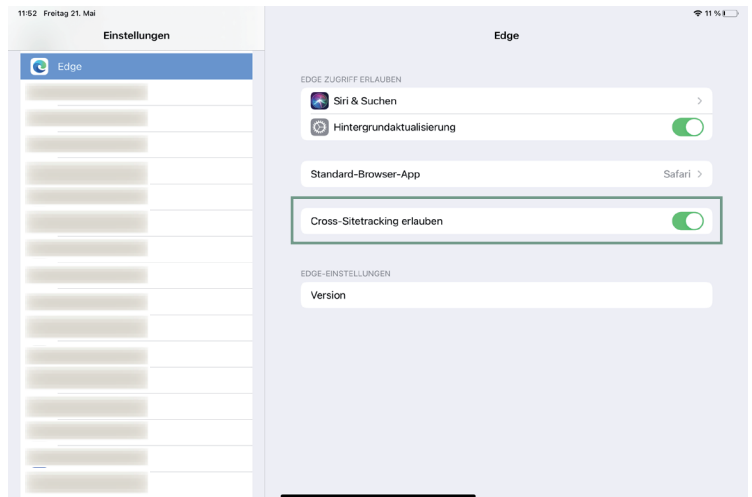 11:52 Freitag 21. Mai
11 %
Einstellungen
Edge
Edge
EDGE ZUGRIFF ERLAUBEN
Siri & Suchen
Hintergrundaktualisierung
Standard-Browser-App Safari
Cross-Sitetracking erlauben
EDGE-EINSTELLUNGEN
Version